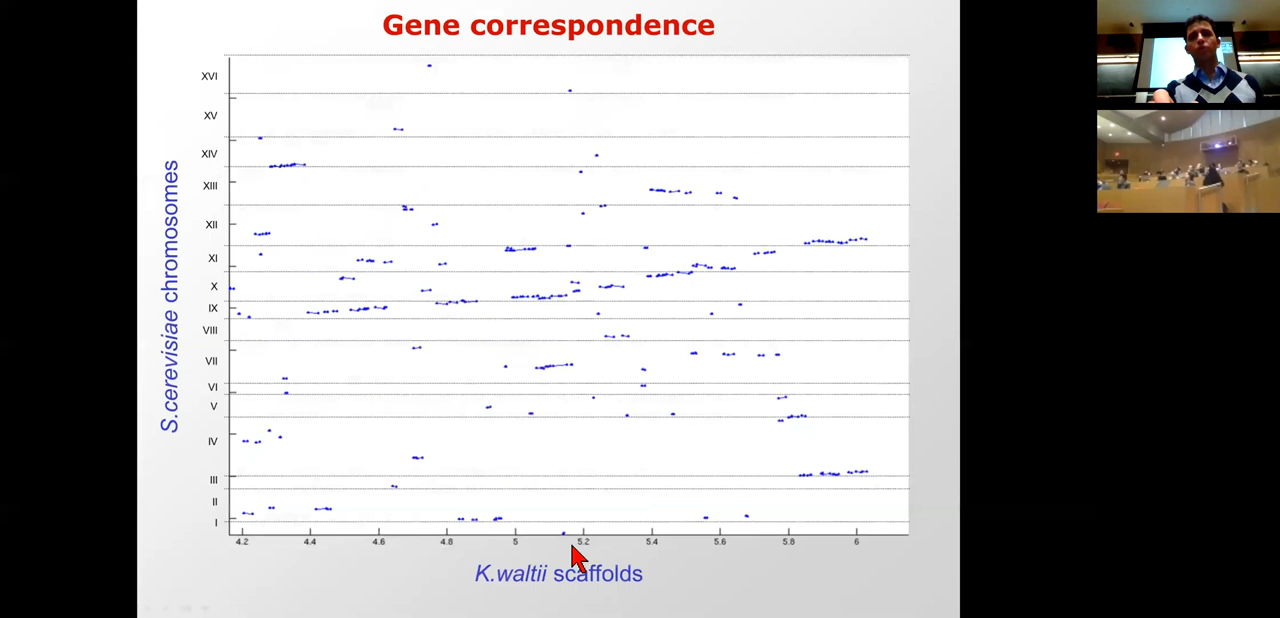 Gene correspondence
S.cerevisiae chromosomes
XVI
XV
XIV
XIII
XII
XI
X
IX
VIII
VII
VI
V
IV
III
II
I
4.2 4.4 4.6 4.8 5 5.2 5.4 5.6 5.8 6
K.waltii scaffolds